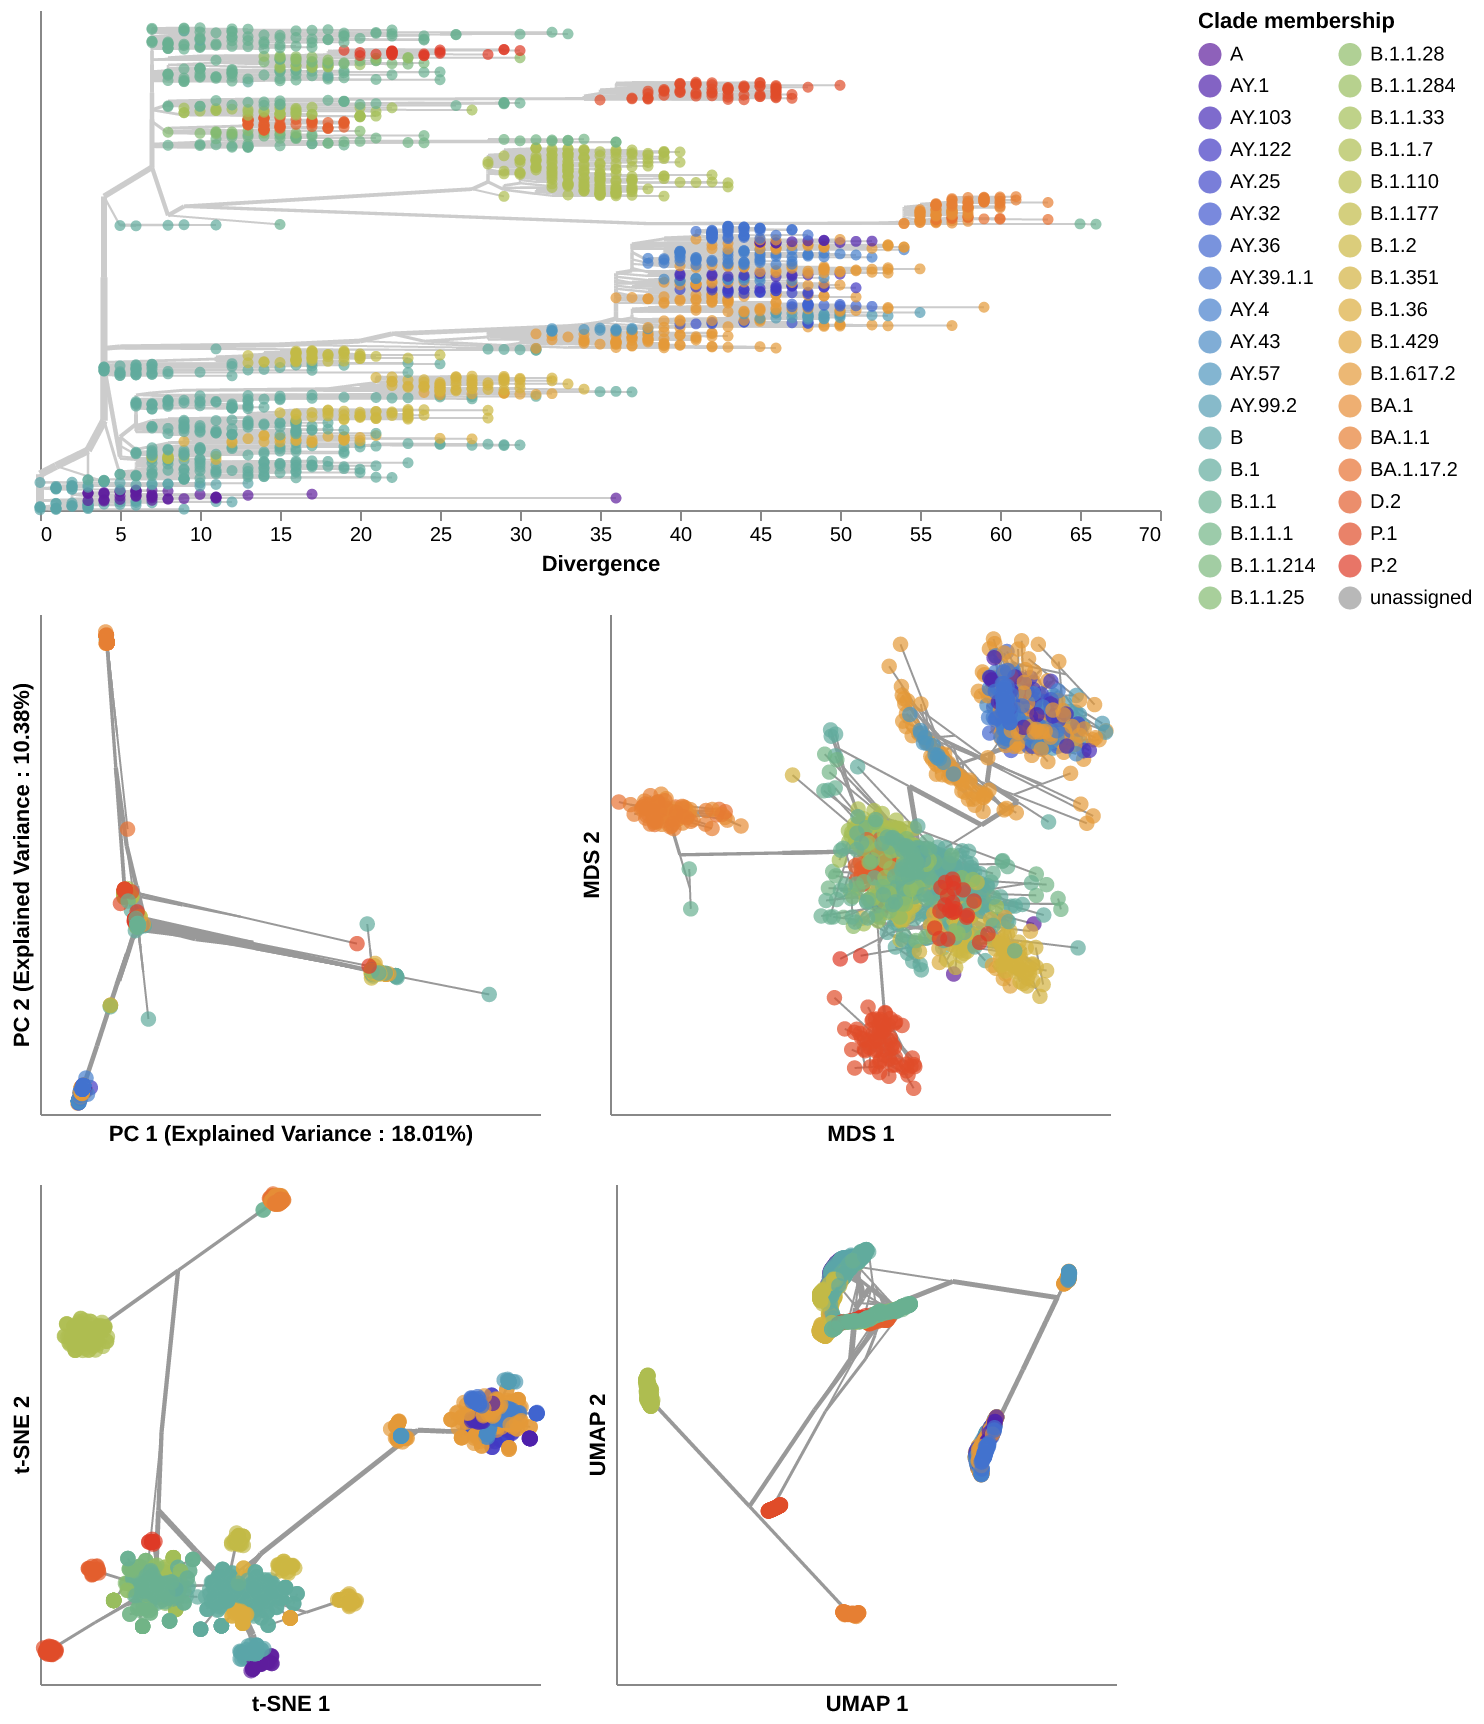 Clade membership
A
AY.1
AY.103
AY.122
AY.25
AY.32
AY.36
AY.39.1.1
AY.4
AY.43
AY.57
AY.99.2
B
B.1
B.1.1
B.1.1.1
B.1.1.214
B.1.1.25
B.1.1.28
B.1.1.284
B.1.1.33
B.1.1.7
B.1.110
B.1.177
B.1.2
B.1.351
B.1.36
B.1.429
B.1.617.2
BA.1
BA.1.1
BA.1.17.2
D.2
P.1
P.2
unassigned
0 5 10 15 20 25 30 35 40 45 50 55 60 65 70
Divergence
PC 2 (Explained Variance : 10.38%)
PC 1 (Explained Variance : 18.01%)
MDS 2
MDS 1
t-SNE 2
t-SNE 1
UMAP 2
UMAP 1